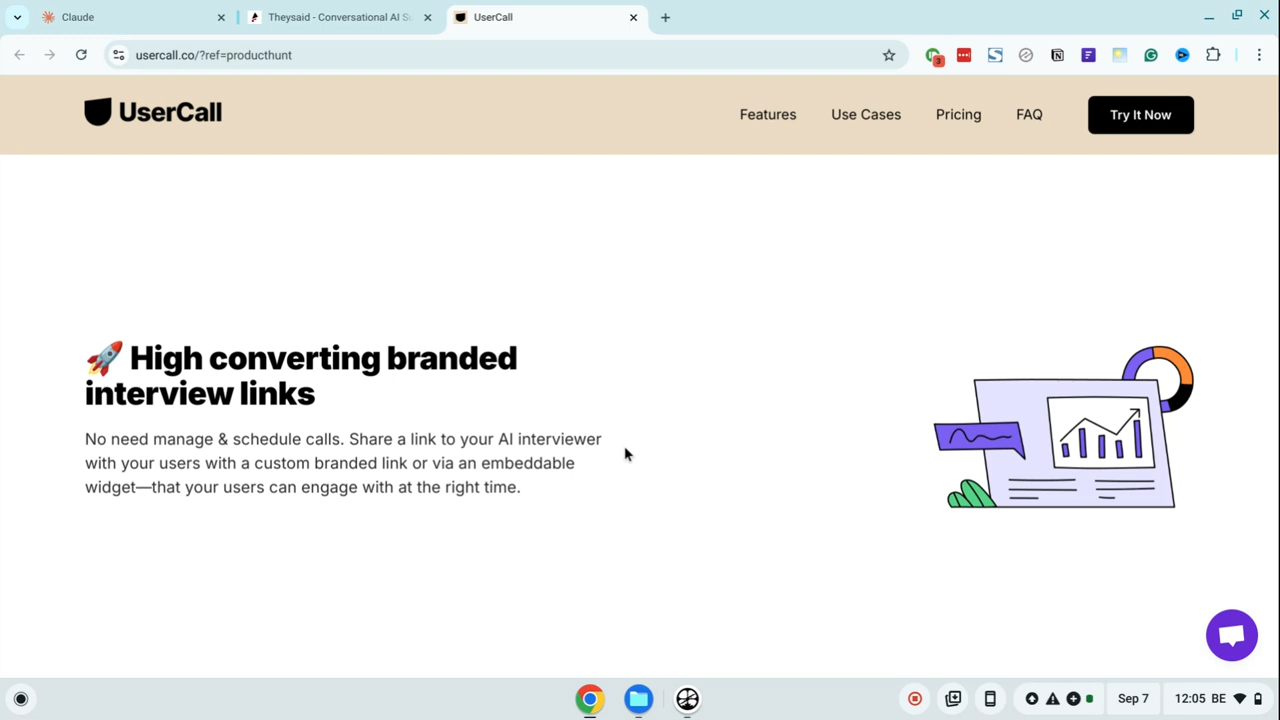 Claude
Theysaid - Conversational AI Su
UserCall
usercall.co/?ref=producthunt
3
UserCall
Features
Use Cases
Pricing
FAQ
Try It Now
🚀 High converting branded
interview links
No need manage & schedule calls. Share a link to your AI interviewer
with your users with a custom branded link or via an embeddable
widget—that your users can engage with at the right time.
Sep 7
12:05 BE